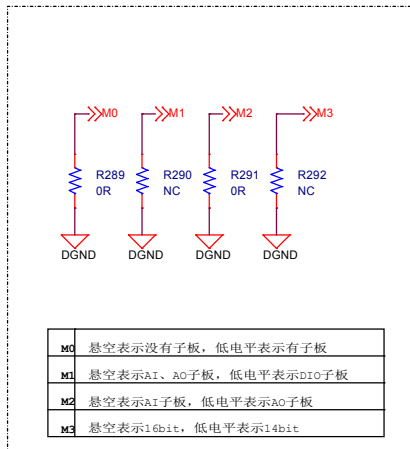 M0 M1 M2 M3
R289 R290 R291 R292
0R NC 0R NC
DGND DGND DGND DGND
M0 悬空表示没有子板，低电平表示有子板
M1 悬空表示AI、AO子板，低电平表示DIO子板
M2 悬空表示AI子板，低电平表示AO子板
M3 悬空表示16bit，低电平表示14bit